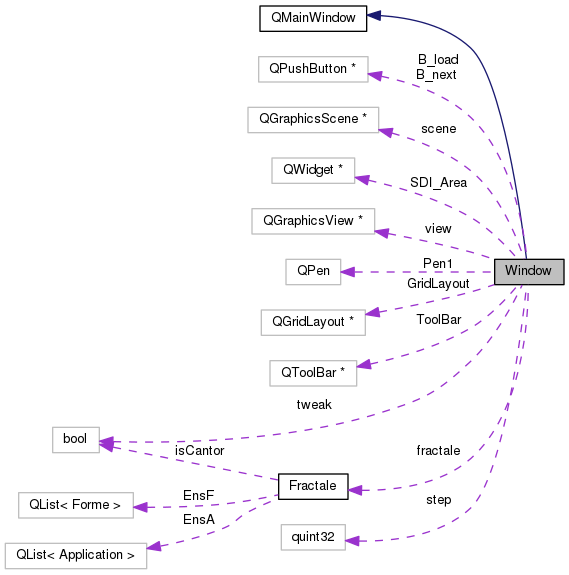 QMainWindow
QPushButton *
B_load
B_next
QGraphicsScene *
scene
QWidget *
SDI_Area
QGraphicsView *
view
QPen
Pen1
Window
GridLayout
QGridLayout *
ToolBar
QToolBar *
tweak
bool
isCantor
fractale
Fractale
EnsF
QList< Forme >
step
EnsA
quint32
QList< Application >